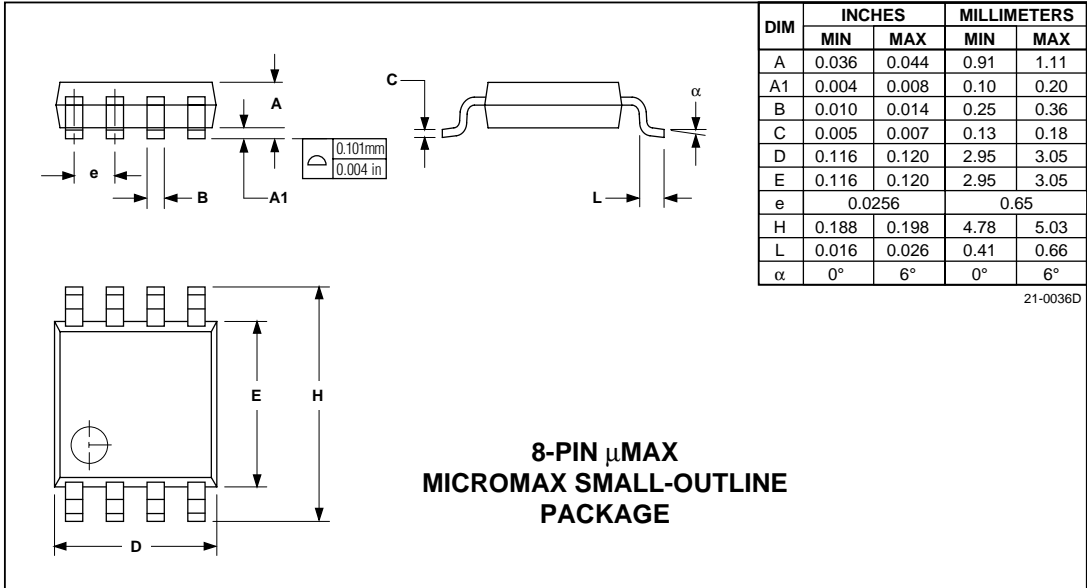 C
A
α
0.101mm
0.004 in
e
B
A1
L
DIM INCHES MILLIMETERS
MIN MAX MIN MAX
A 0.036 0.044 0.91 1.11
A1 0.004 0.008 0.10 0.20
B 0.010 0.014 0.25 0.36
C 0.005 0.007 0.13 0.18
D 0.116 0.120 2.95 3.05
E 0.116 0.120 2.95 3.05
e 0.0256 0.65
H 0.188 0.198 4.78 5.03
L 0.016 0.026 0.41 0.66
α 0° 6° 0° 6°
21-0036D
E
H
D
8-PIN µMAX
MICROMAX SMALL-OUTLINE
PACKAGE